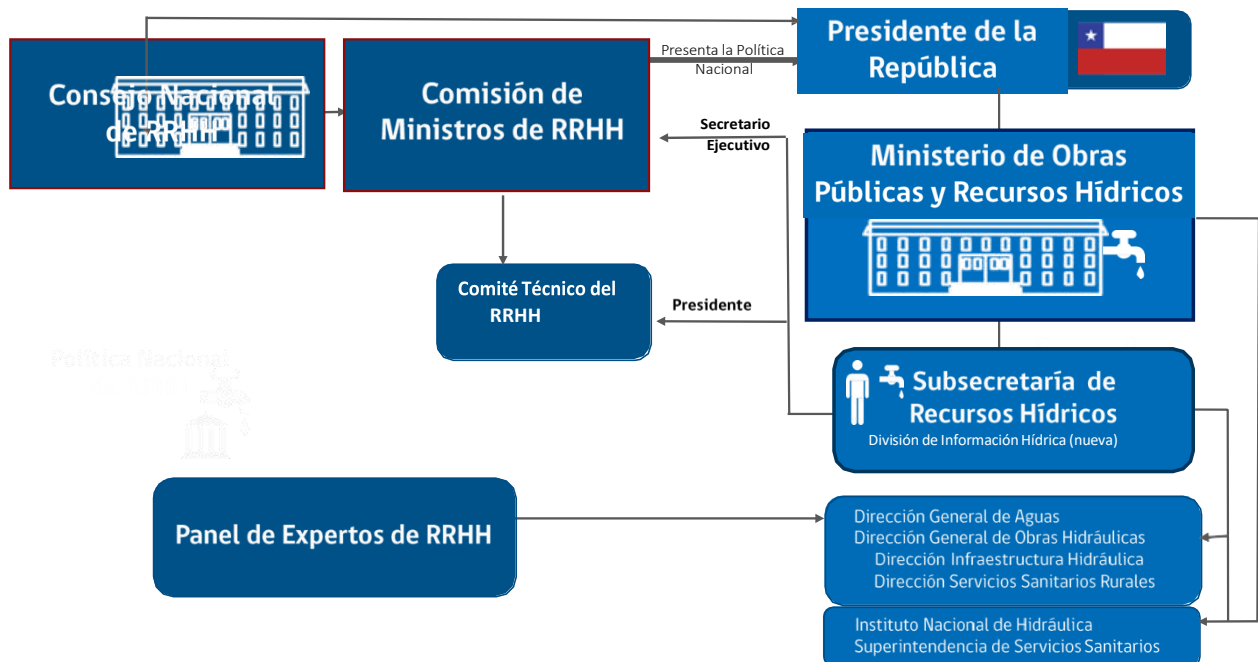 Presidente de la
República
Presenta la Política
Nacional
Consejo Nacional
de RRHH
Comisión de
Ministros de RRHH
Secretario
Ejecutivo
Ministerio de Obras
Públicas y Recursos Hídricos
Comité Técnico del
RRHH
Presidente
Política Nacional
Subsecretaría de
Recursos Hídricos
División de Información Hídrica (nueva)
Panel de Expertos de RRHH
Dirección General de Aguas
Dirección General de Obras Hidráulicas
Dirección Infraestructura Hidráulica
Dirección Servicios Sanitarios Rurales
Instituto Nacional de Hidráulica
Superintendencia de Servicios Sanitarios